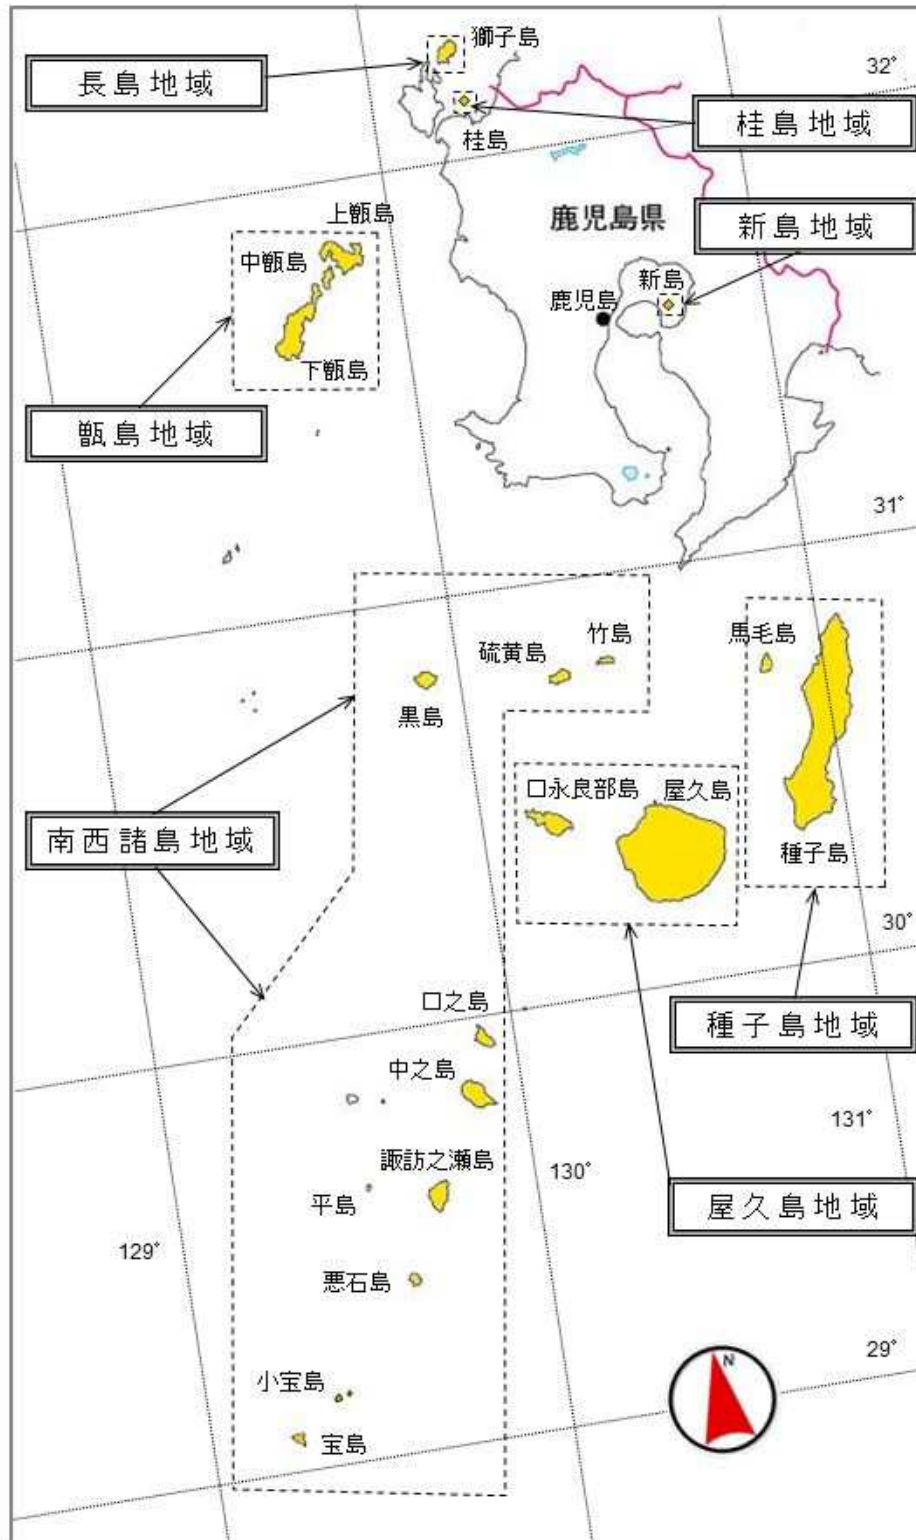 獅子島
長島地域
32°
桂島地域
桂島
上甑島
鹿児島県
新島地域
中甑島
新島
鹿児島
下甑島
甑島地域
31°
竹島
馬毛島
硫黄島
黒島
口永良部島
屋久島
南西諸島地域
種子島
30°
口之島
種子島地域
中之島
131°
諏訪之瀬島
130°
平島
屋久島地域
129°
悪石島
29°
N
小宝島
宝島